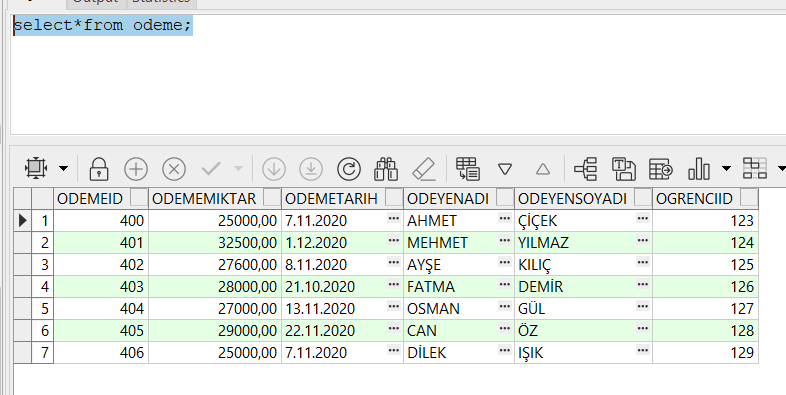 Output Statistics
select*from odeme;
ODEMEID ODEMEMIKTAR ODEMETARIH ODEYENADI ODEYENSOYADI OGRENCIID
1 400 25000,00 7.11.2020 AHMET ÇİÇEK 123
2 401 32500,00 1.12.2020 MEHMET YILMAZ 124
3 402 27600,00 8.11.2020 AYŞE KILIÇ 125
4 403 28000,00 21.10.2020 FATMA DEMİR 126
5 404 27000,00 13.11.2020 OSMAN GÜL 127
6 405 29000,00 22.11.2020 CAN ÖZ 128
7 406 25000,00 7.11.2020 DİLEK IŞIK 129